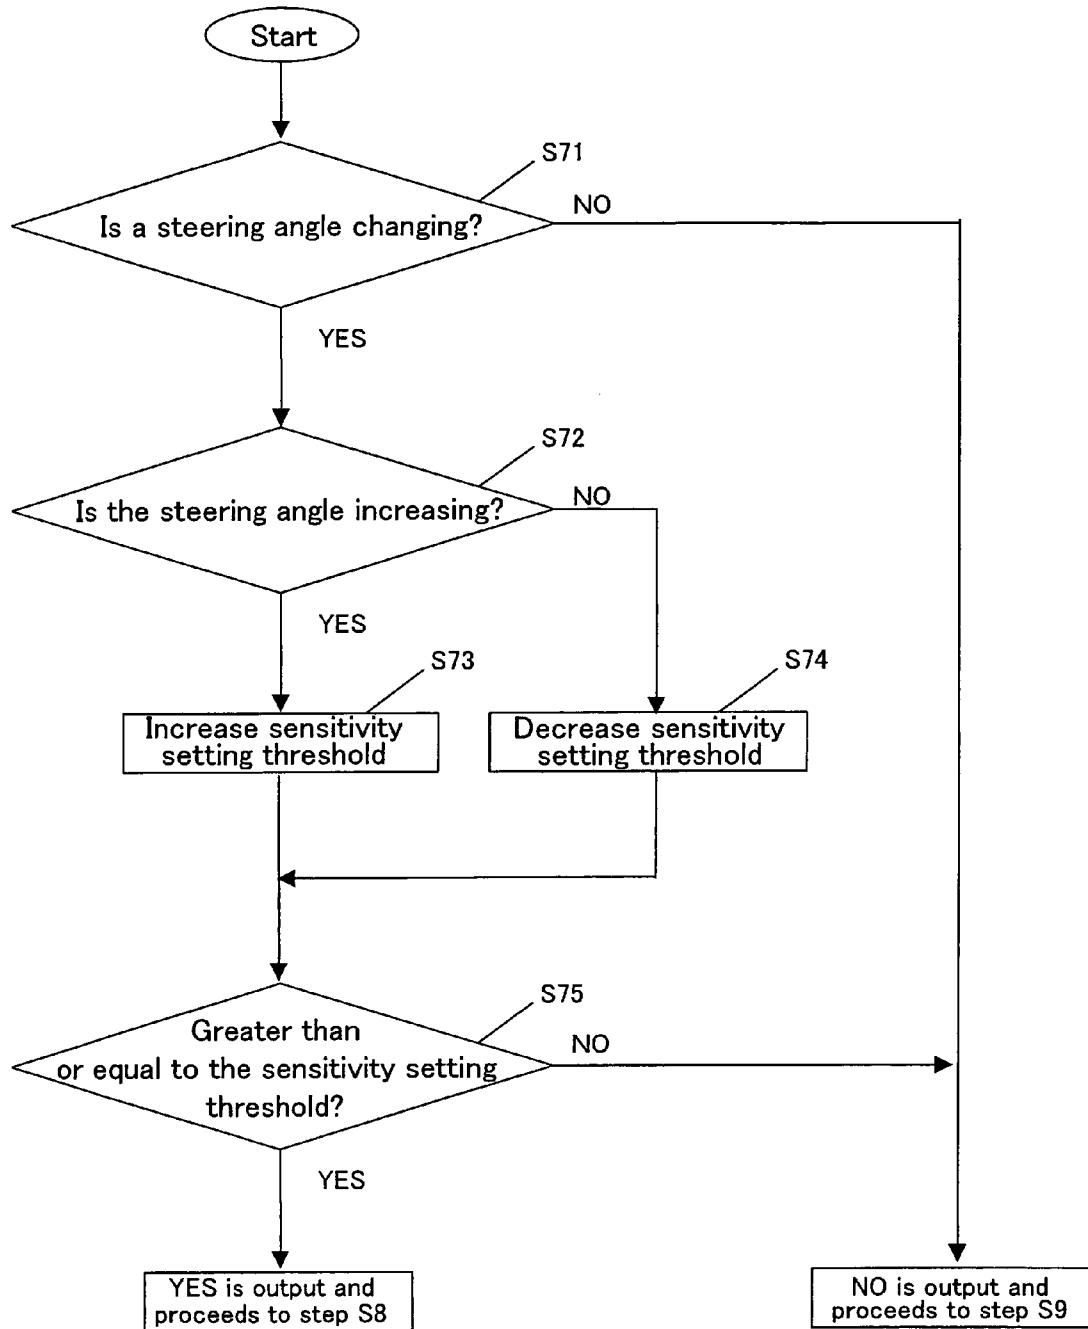 Start
S71
Is a steering angle changing?
NO
YES
S72
Is the steering angle increasing?
NO
YES
S73
S74
Increase sensitivity
setting threshold
Decrease sensitivity
setting threshold
S75
Greater than
or equal to the sensitivity setting
threshold?
NO
YES
YES is output and
proceeds to step S8
NO is output and
proceeds to step S9